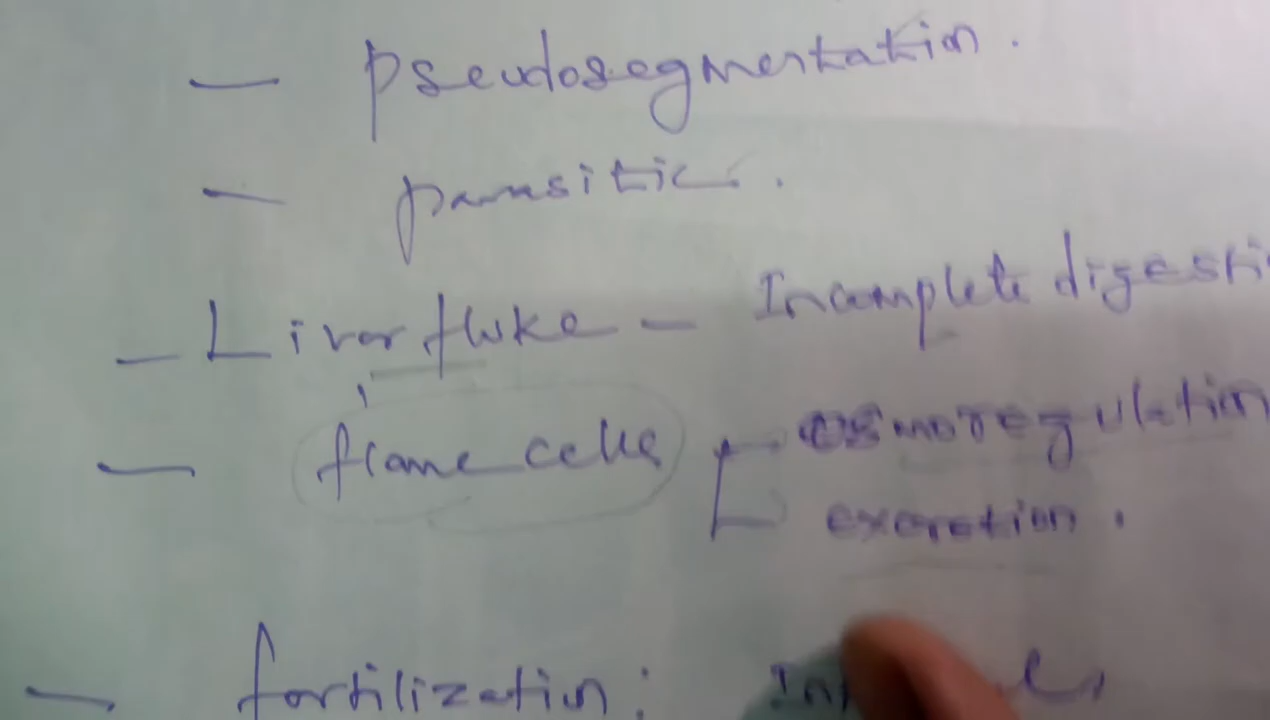 — Pseudosegmentation.
— parasitic.
— Liver fluke — Incomplete digesti
— flame cells osmoregulation
excretion.
— fertilization: